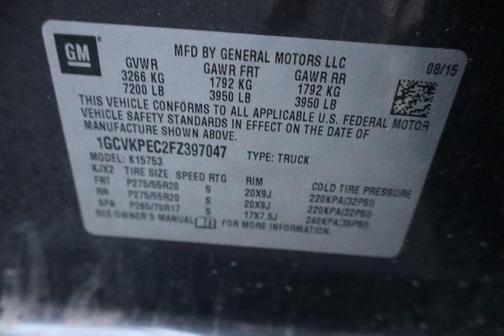 GM
MFD BY GENERAL MOTORS LLC
08/15
GVWR GAWR FRT GAWR RR
3266 KG 1792 KG 1792 KG
7200 LB 3950 LB 3950 LB
THIS VEHICLE CONFORMS TO ALL APPLICABLE U.S. FEDERAL MOTOR
VEHICLE SAFETY STANDARDS IN EFFECT ON THE DATE OF
MANUFACTURE SHOWN ABOVE.
1GCVKPEC2FZ397047 TYPE: TRUCK
MODEL: K15753
KJX2 TIRE SIZE SPEED RTG RIM COLD TIRE PRESSURE
FRT P275/55R20 S 20X9J 220KPA(32PSI)
RR P275/55R20 S 20X9J 220KPA(32PSI)
SPA P265/70R17 S 17X7.5J 240KPA(35PSI)
SEE OWNER'S MANUAL FOR MORE INFORMATION.